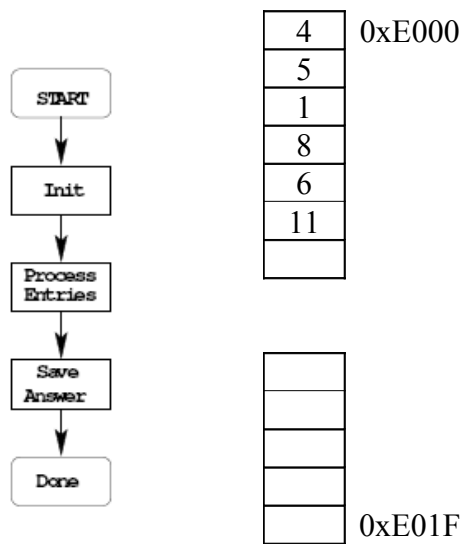 START
Init
Process
Entries
Save
Answer
Done
4 0xE000
5
1
8
6
11
0xE01F